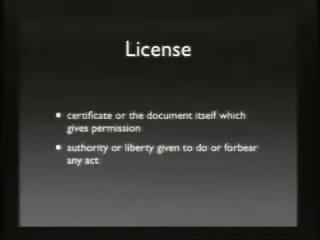 License
• certificate or the document itself which
gives permission
• authority or liberty given to do or forbear
any act